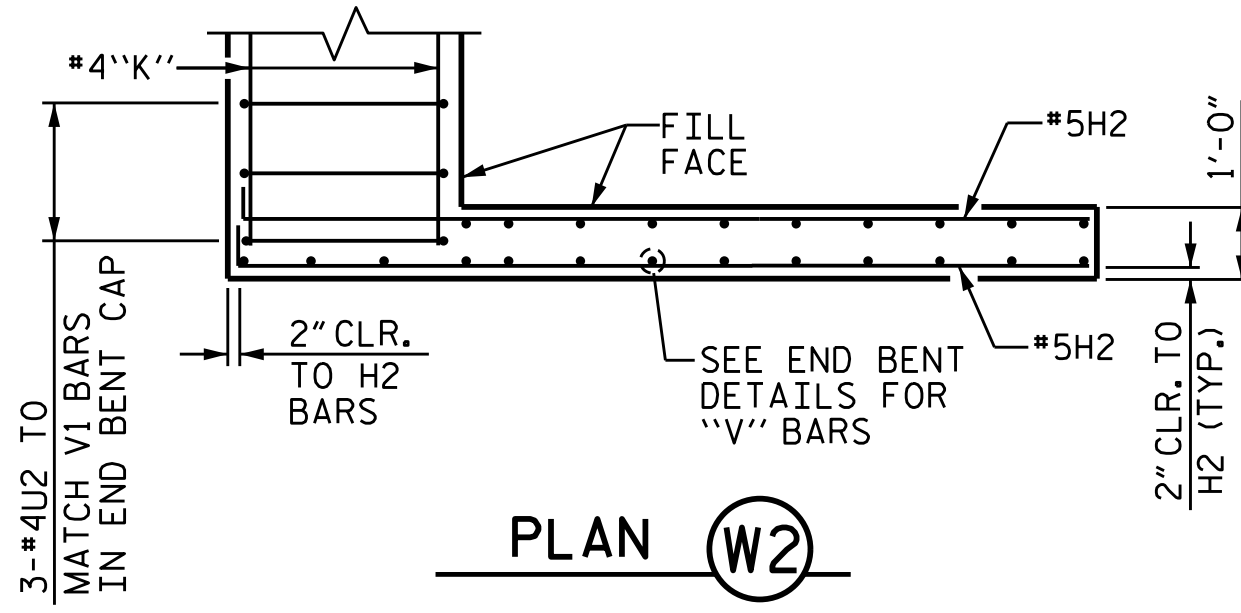 #4"K"
FILL
FACE
#5H2
1'-0"
2" CLR.
TO H2
BARS
SEE END BENT
DETAILS FOR
"V" BARS
#5H2
3-#4U2 TO
MATCH V1 BARS
IN END BENT CAP
2" CLR. TO
H2 (TYP.)
PLAN W2